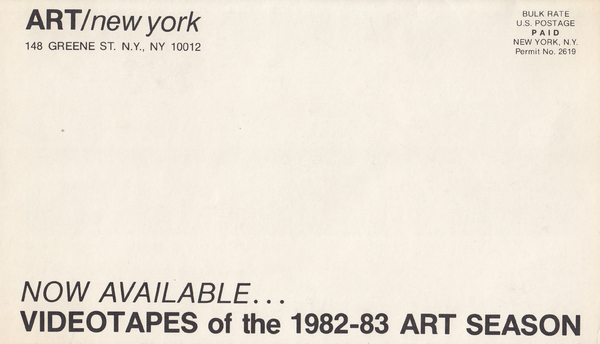 ART/new york
148 GREENE ST. N.Y., NY 10012
BULK RATE
U.S. POSTAGE
PAID
NEW YORK, N.Y.
Permit No. 2619
NOW AVAILABLE...
VIDEOTAPES of the 1982-83 ART SEASON